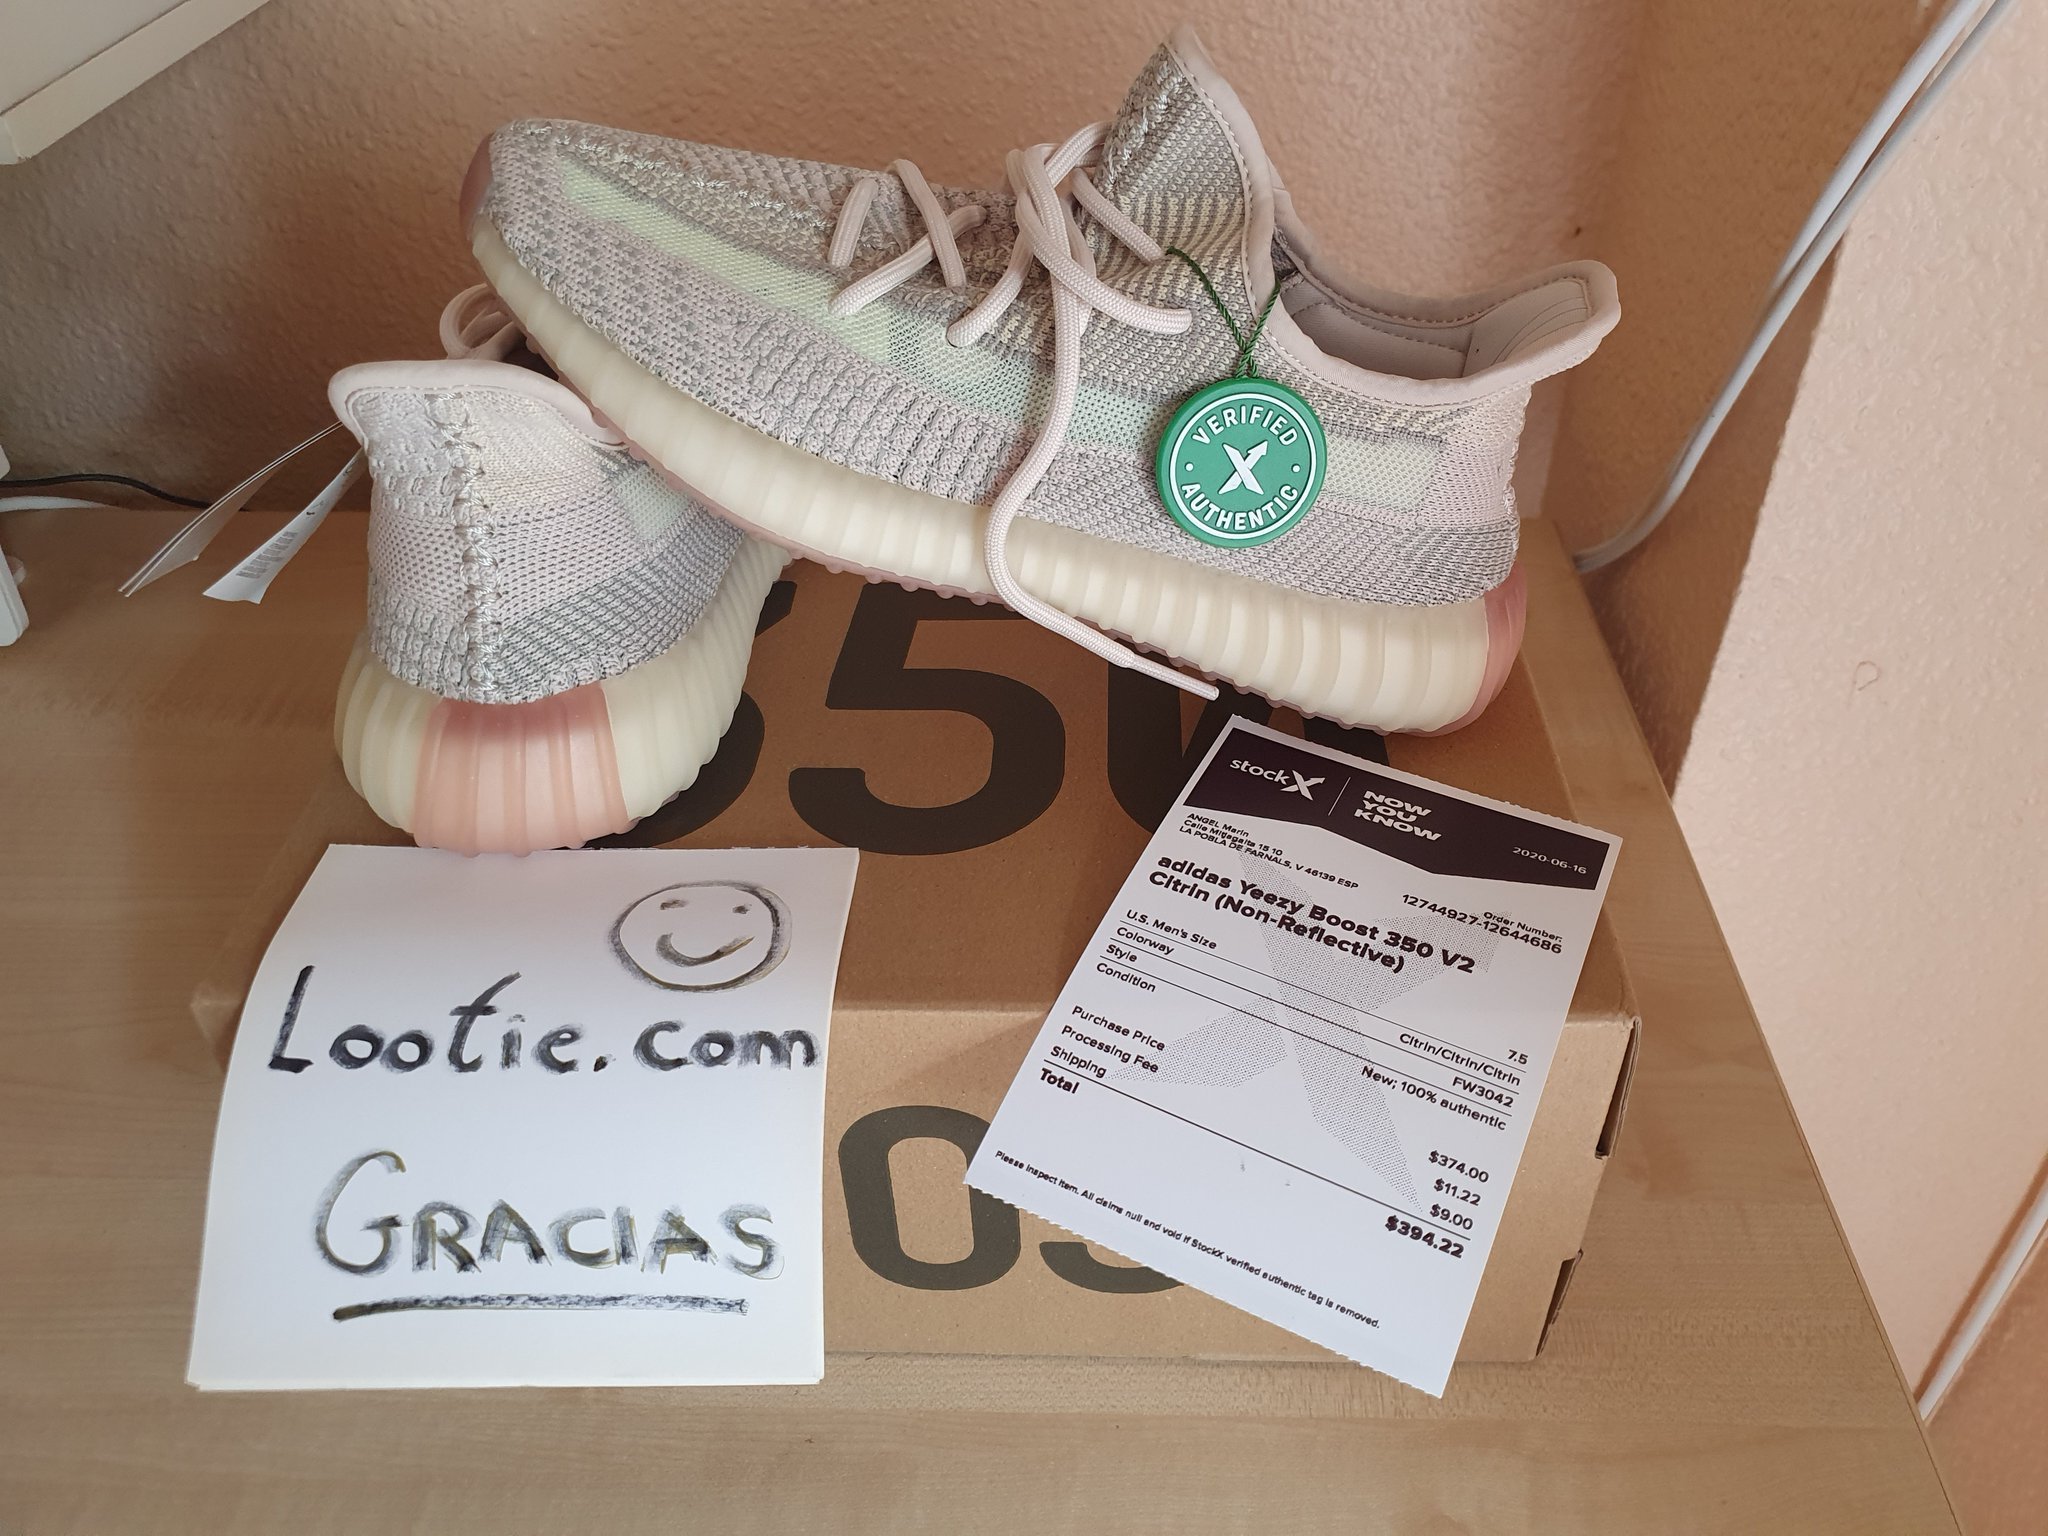 VERIFIED
X
AUTHENTIC
350
stockX
NOW
YOU
KNOW
2020-06-16
ANGEL Marin
Calle Mitagalta 15 10
LA POBLA DE FARNALS, V 46139 ESP
Order Number:
12744927-12644686
adidas Yeezy Boost 350 V2
Citrin (Non-Reflective)
U.S. Men's Size 7.5
Colorway Citrin/Citrin/Citrin
Style FW3042
Condition New; 100% authentic
Purchase Price $374.00
Processing Fee $11.22
Shipping $9.00
Total $394.22
Please inspect item. All claims null and void if StockX verified authentic tag is removed.
Lootie.com
GRACIAS